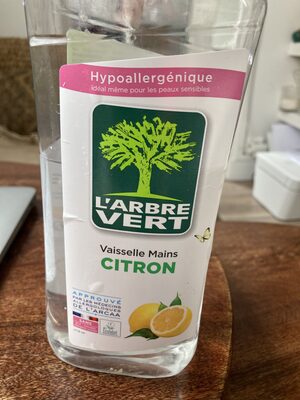 Hypoallergénique
Idéal même pour les peaux sensibles
L'ARBRE
VERT
Vaisselle Mains
CITRON
APPROUVÉ
PAR LES MÉDECINS
ALLERGOLOGUES
DE L'ARCAA